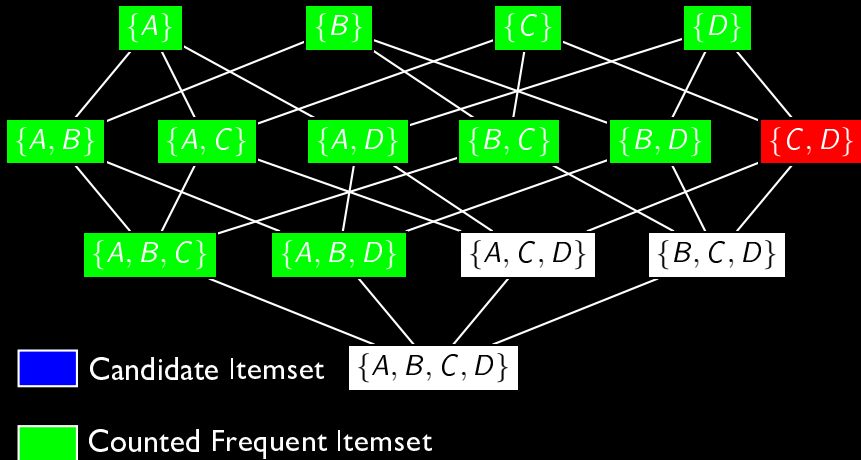 {A} {B} {C} {D}
{A, B} {A, C} {A, D} {B, C} {B, D} {C, D}
{A, B, C} {A, B, D} {A, C, D} {B, C, D}
{A, B, C, D}
Candidate Itemset
Counted Frequent Itemset